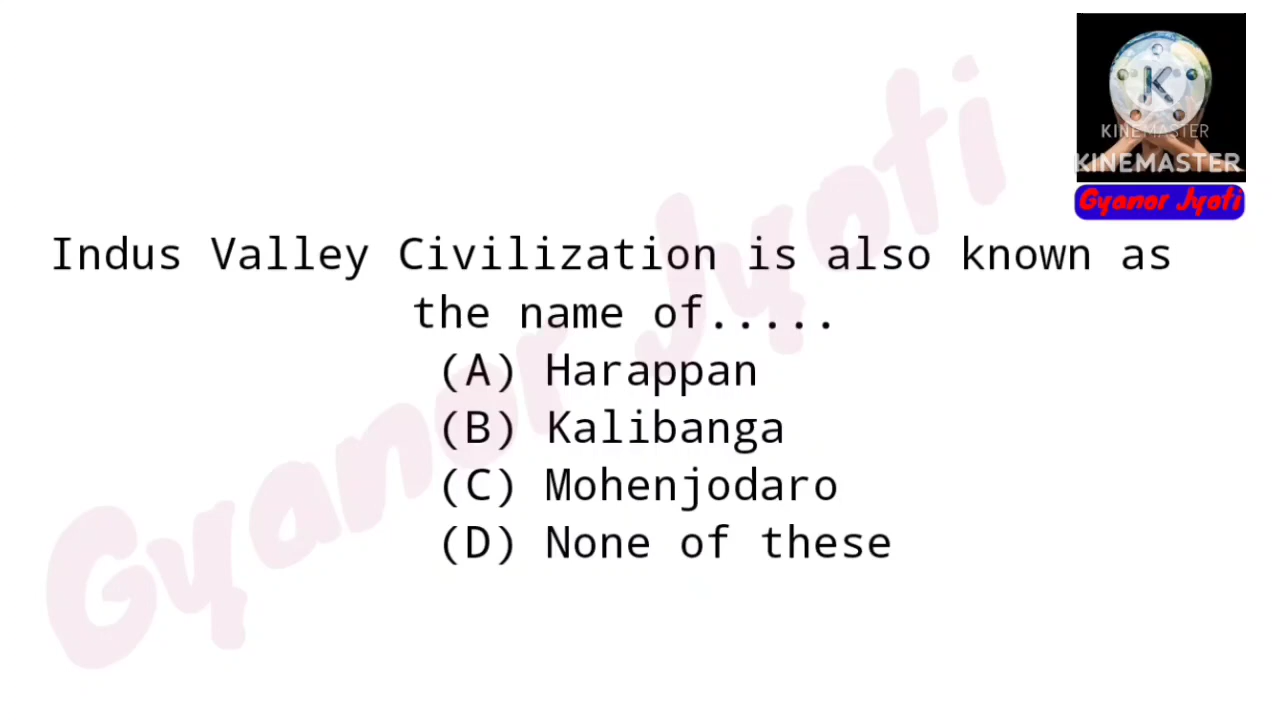 KINEMASTER
KINEMASTER
Gyanor Jyoti
Indus Valley Civilization is also known as
the name of.....
(A) Harappan
(B) Kalibanga
(C) Mohenjodaro
(D) None of these
Gyanor Jyoti